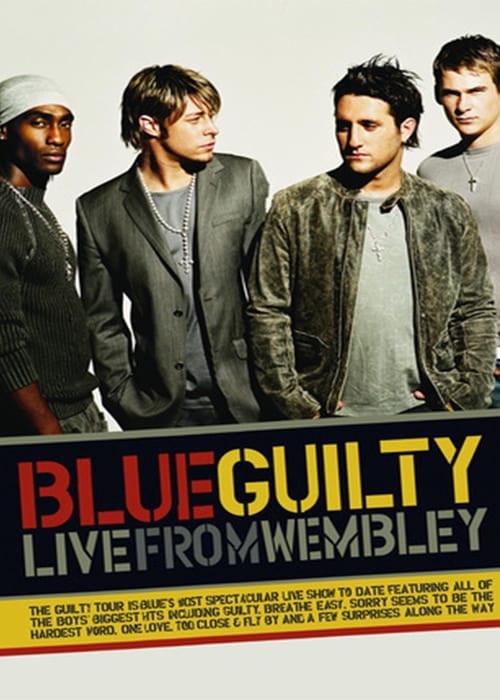 BLUEGUILTY
LIVEFROMWEMBLEY
THE GUILTY TOUR IS BLUE'S MOST SPECTACULAR LIVE SHOW TO DATE FEATURING ALL OF
THE BOYS' BIGGEST HITS INCLUDING GUILTY, BREATHE EASY, SORRY SEEMS TO BE THE
HARDEST WORD, ONE LOVE, TOO CLOSE & FLY BY AND A FEW SURPRISES ALONG THE WAY